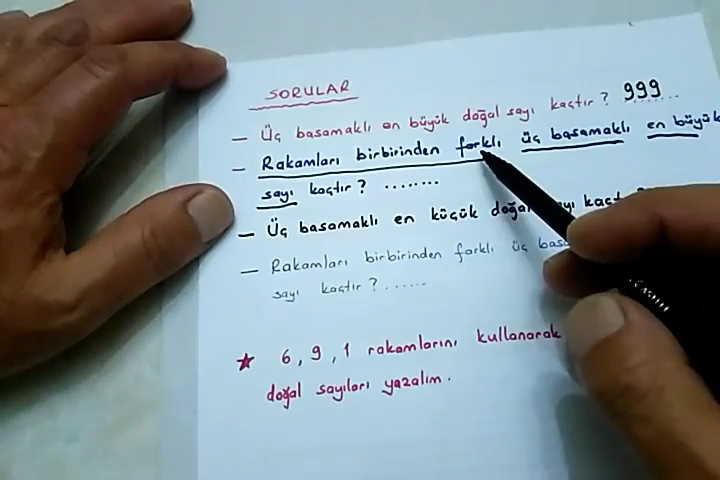 SORULAR
— Üç basamaklı en büyük doğal sayı kaçtır? 999.....
— Rakamları birbirinden farklı üç basamaklı en büyük
sayı kaçtır? ........
— Üç basamaklı en küçük
— Rakamları birbirinden farklı üç
sayı kaçtır? ......
★ 6, 9, 1 rakamlarını kullanarak
doğal sayıları yazalım.